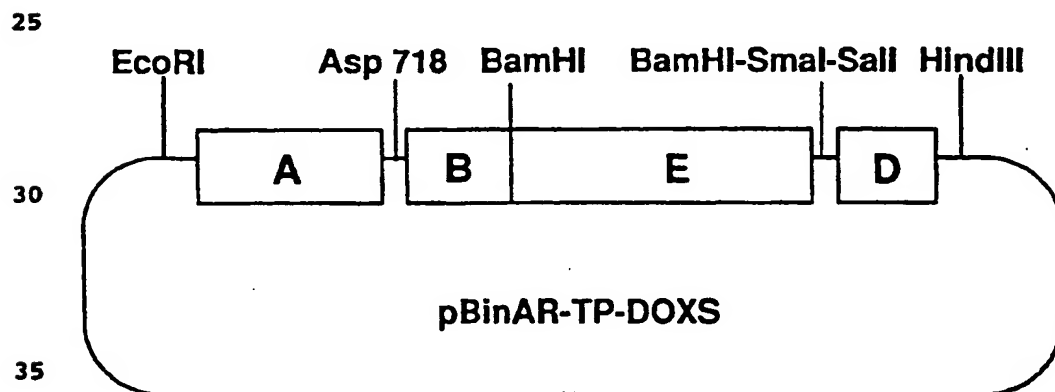 25
EcoRI Asp 718 BamHI BamHI-SmaI-SalI HindIII
A B E D
30
pBinAR-TP-DOXS
35